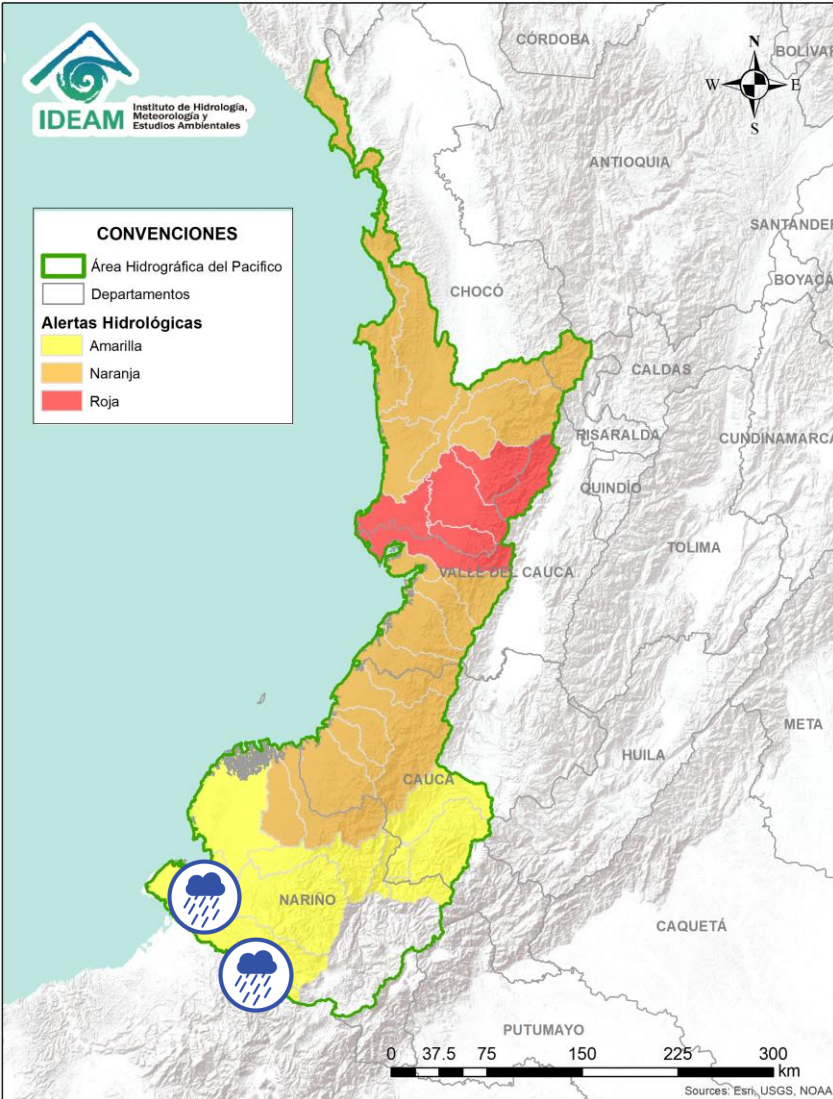 IDEAM
Instituto de Hidrología,
Meteorología y
Estudios Ambientales
CÓRDOBA
BOLÍVAR
N
W
E
S
ANTIOQUIA
CONVENCIONES
Área Hidrográfica del Pacifico
Departamentos
Alertas Hidrológicas
Amarilla
Naranja
Roja
SANTANDER
BOYACÁ
CHOCÓ
CALDAS
RISARALDA
CUNDINAMARCA
QUINDÍO
TOLIMA
VALLE DEL CAUCA
META
HUILA
CAUCA
NARIÑO
CAQUETÁ
PUTUMAYO
0 37.5 75 150 225 300
km
Sources: Esri, USGS, NOAA